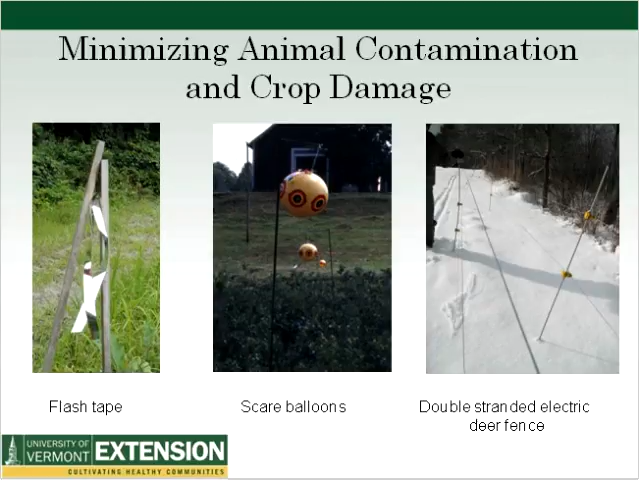 Minimizing Animal Contamination
and Crop Damage
Flash tape
Scare balloons
Double stranded electric
deer fence
UNIVERSITY OF
VERMONT
EXTENSION
CULTIVATING HEALTHY COMMUNITIES